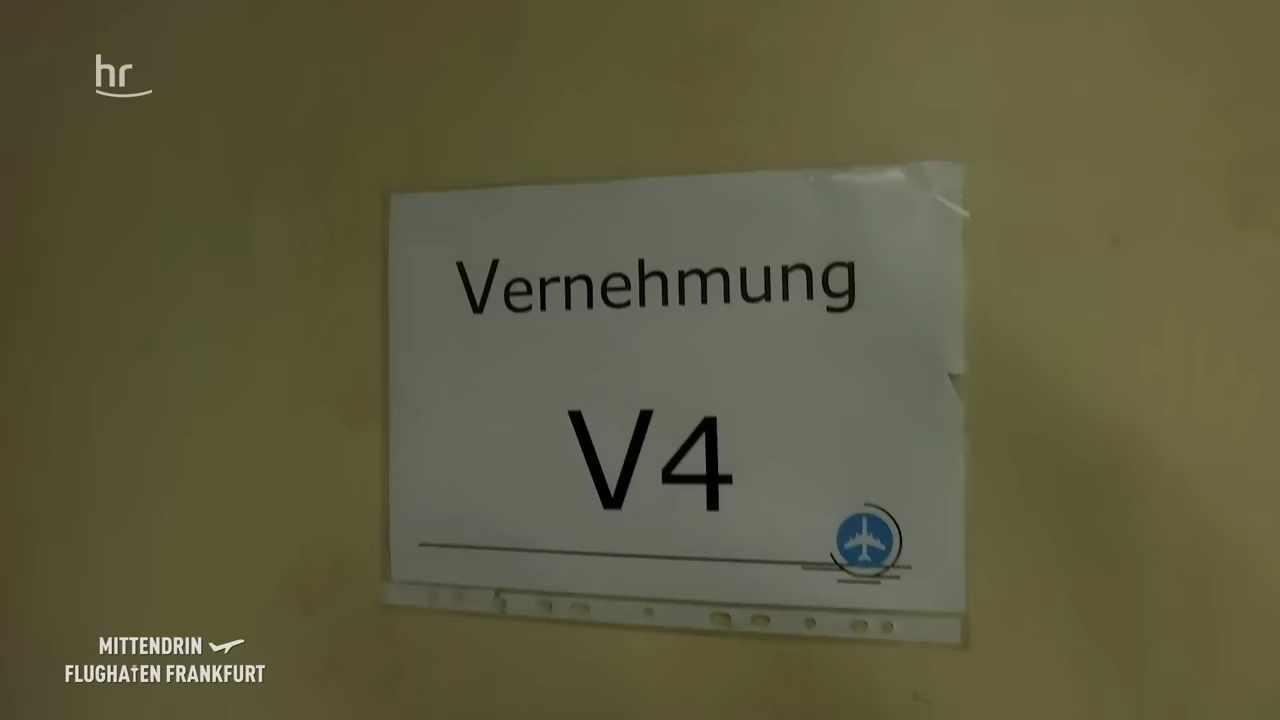 hr
Vernehmung
V4
MITTENDRIN
FLUGHAFEN FRANKFURT